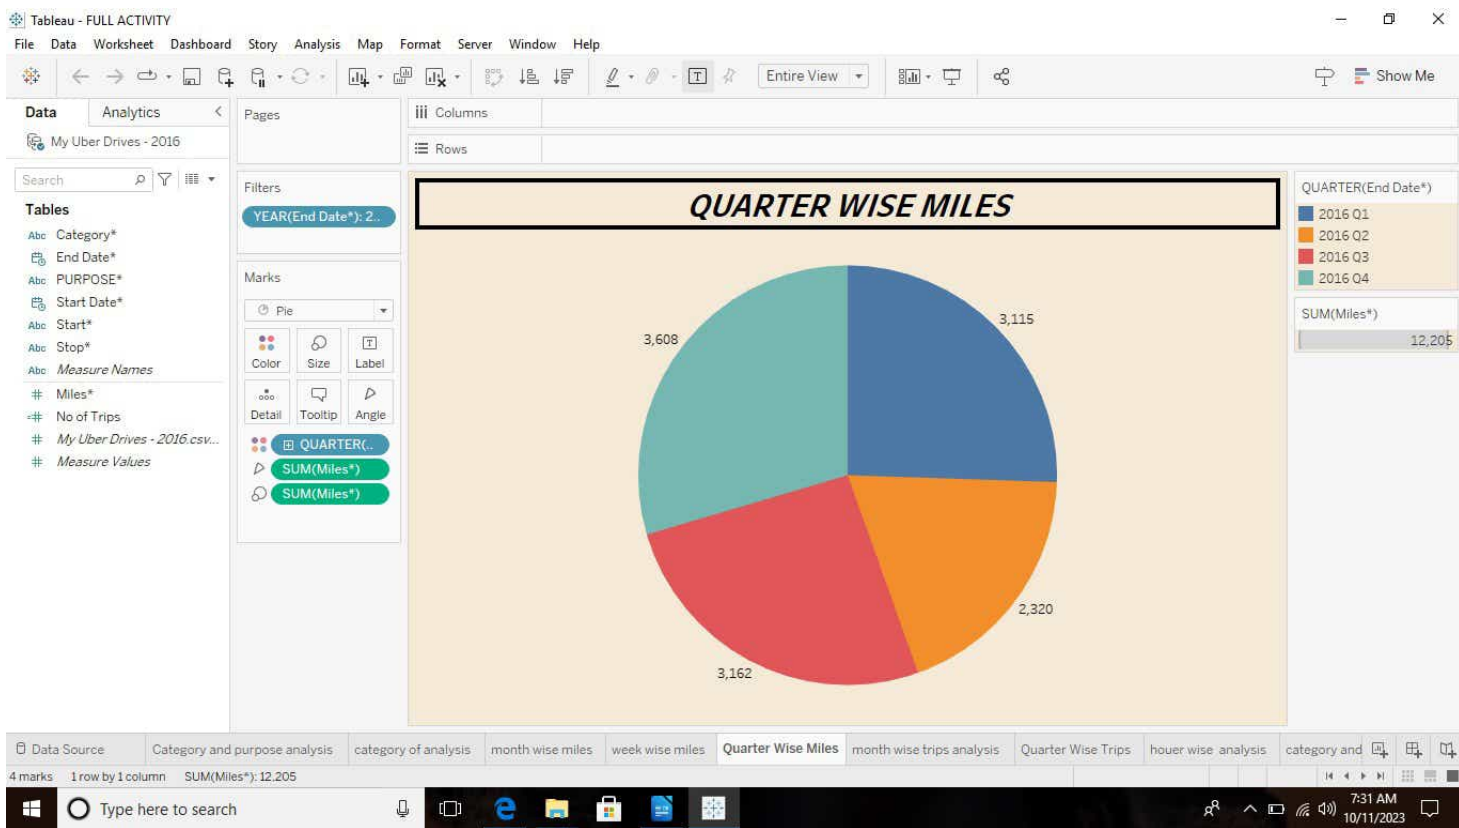 Tableau - FULL ACTIVITY
File Data Worksheet Dashboard Story Analysis Map Format Server Window Help
Entire View
Show Me
Data Analytics
My Uber Drives - 2016
Search
Tables
Abc Category*
End Date*
Abc PURPOSE*
Start Date*
Abc Start*
Abc Stop*
Abc Measure Names
# Miles*
=# No of Trips
# My Uber Drives - 2016.csv...
# Measure Values
Pages
Filters
YEAR(End Date*): 2..
Marks
Pie
Color Size Label
Detail Tooltip Angle
QUARTER(..
SUM(Miles*)
SUM(Miles*)
Columns
Rows
QUARTER WISE MILES
3,608
3,115
2,320
3,162
QUARTER(End Date*)
2016 Q1
2016 Q2
2016 Q3
2016 Q4
SUM(Miles*)
12,205
Data Source Category and purpose analysis category of analysis month wise miles week wise miles Quarter Wise Miles month wise trips analysis Quarter Wise Trips houer wise analysis category and
4 marks 1 row by 1 column SUM(Miles*): 12,205
Type here to search
7:31 AM
10/11/2023